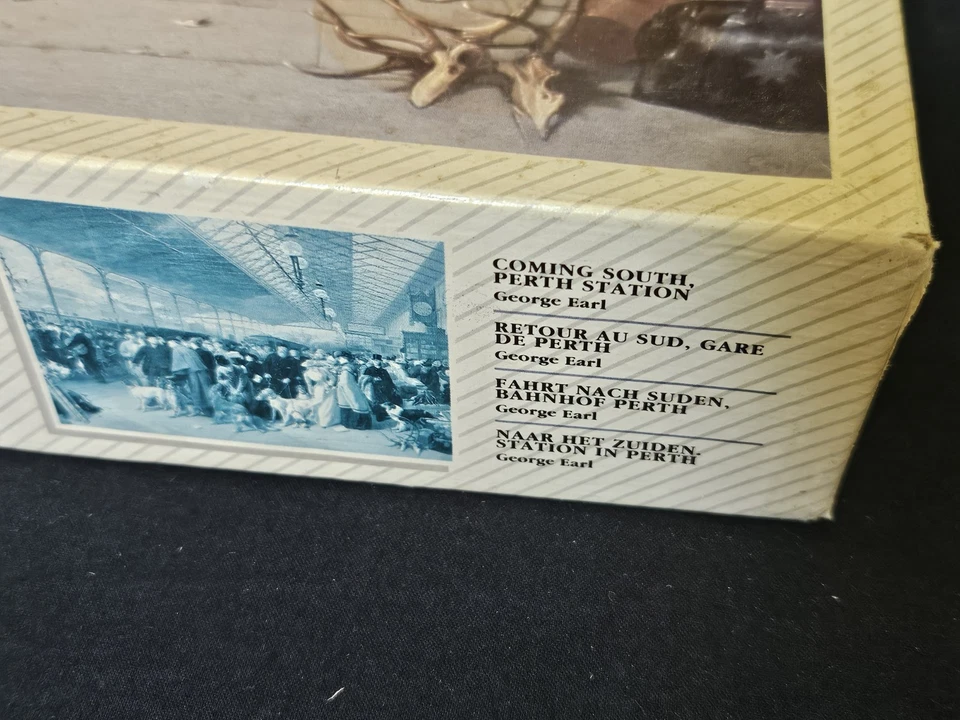 COMING SOUTH,
PERTH STATION
George Earl
RETOUR AU SUD, GARE
DE PERTH
George Earl
FAHRT NACH SUDEN,
BAHNHOF PERTH
George Earl
NAAR HET ZUIDEN.
STATION IN PERTH
George Earl